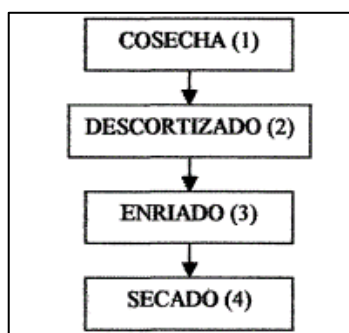 COSECHA (1)
DESCORTIZADO (2)
ENRIADO (3)
SECADO (4)